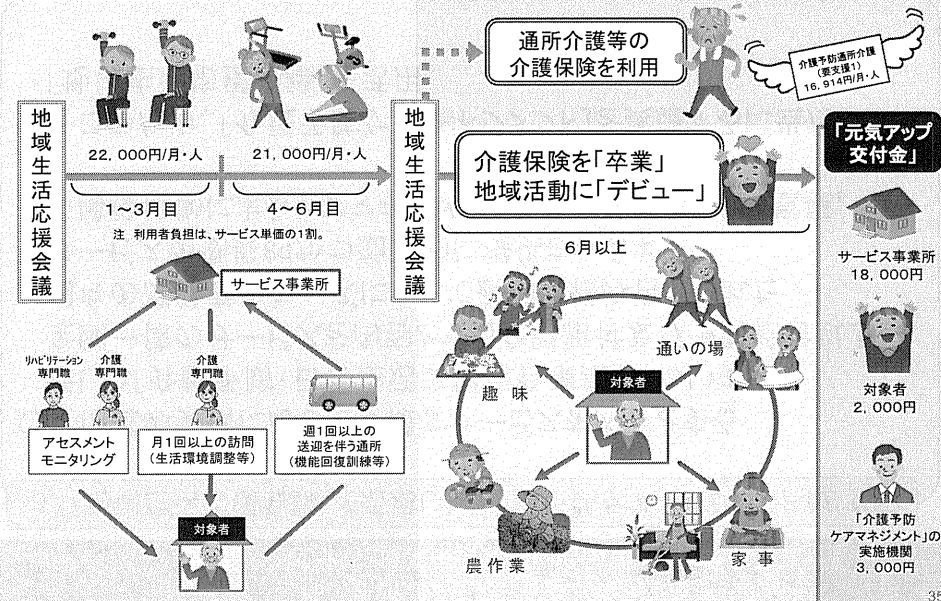 通所介護等の
介護保険を利用
介護予防通所介護
(要支援1)
16,914円/月・人
地域生活応援会議
22,000円/月・人
21,000円/月・人
1~3月目
4~6月目
注 利用者負担は、サービス単価の1割。
地域生活応援会議
介護保険を「卒業」
地域活動に「デビュー」
6月以上
「元気アップ
交付金」
サービス事業所
18,000円
対象者
2,000円
「介護予防
ケアマネジメント」の
実施機関
3,000円
サービス事業所
リハビリテーション
専門職
介護
専門職
介護
専門職
アセスメント
モニタリング
月1回以上の訪問
(生活環境調整等)
週1回以上の
送迎を伴う通所
(機能回復訓練等)
対象者
趣味
通いの場
対象者
農作業
家事
35